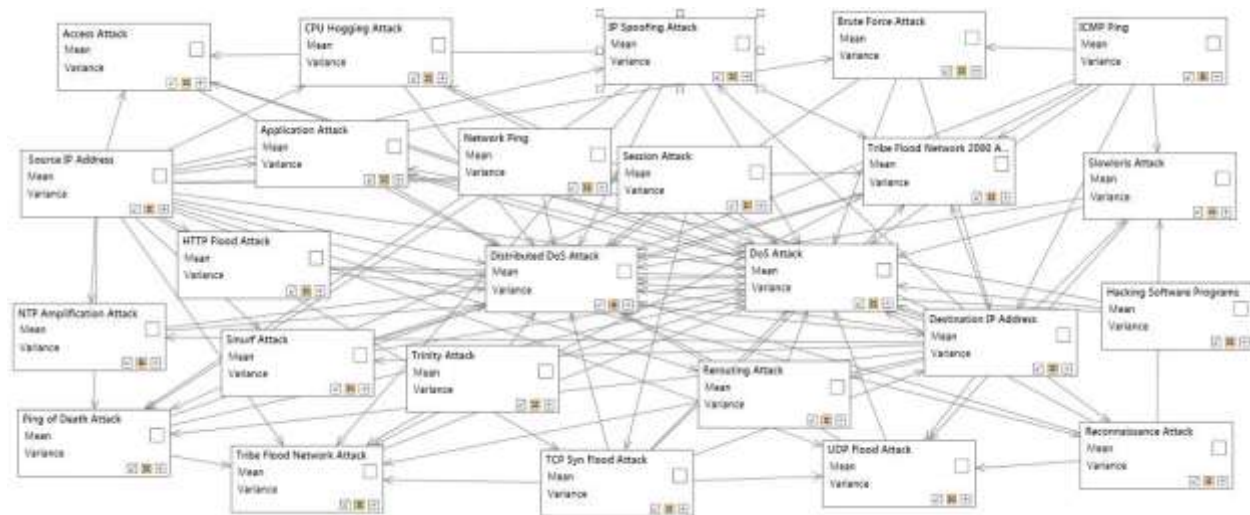 Access Attack
Mean
Variance
CPU Hogging Attack
Mean
Variance
IP Spoofing Attack
Mean
Variance
Brute Force Attack
Mean
Variance
ICMP Ping
Mean
Variance
Source IP Address
Mean
Variance
Application Attack
Mean
Variance
Network Ping
Mean
Variance
Session Attack
Mean
Variance
Tribe Flood Network 2000 A...
Mean
Variance
Slowloris Attack
Mean
Variance
HTTP Flood Attack
Mean
Variance
Distributed DoS Attack
Mean
Variance
DoS Attack
Mean
Variance
Hacking Software Programs
Mean
Variance
NTP Amplification Attack
Mean
Variance
Smurf Attack
Mean
Variance
Trinity Attack
Mean
Variance
Rerouting Attack
Mean
Variance
Destination IP Address
Mean
Variance
Ping of Death Attack
Mean
Variance
Tribe Flood Network Attack
Mean
Variance
TCP Syn Flood Attack
Mean
Variance
UDP Flood Attack
Mean
Variance
Reconnaissance Attack
Mean
Variance